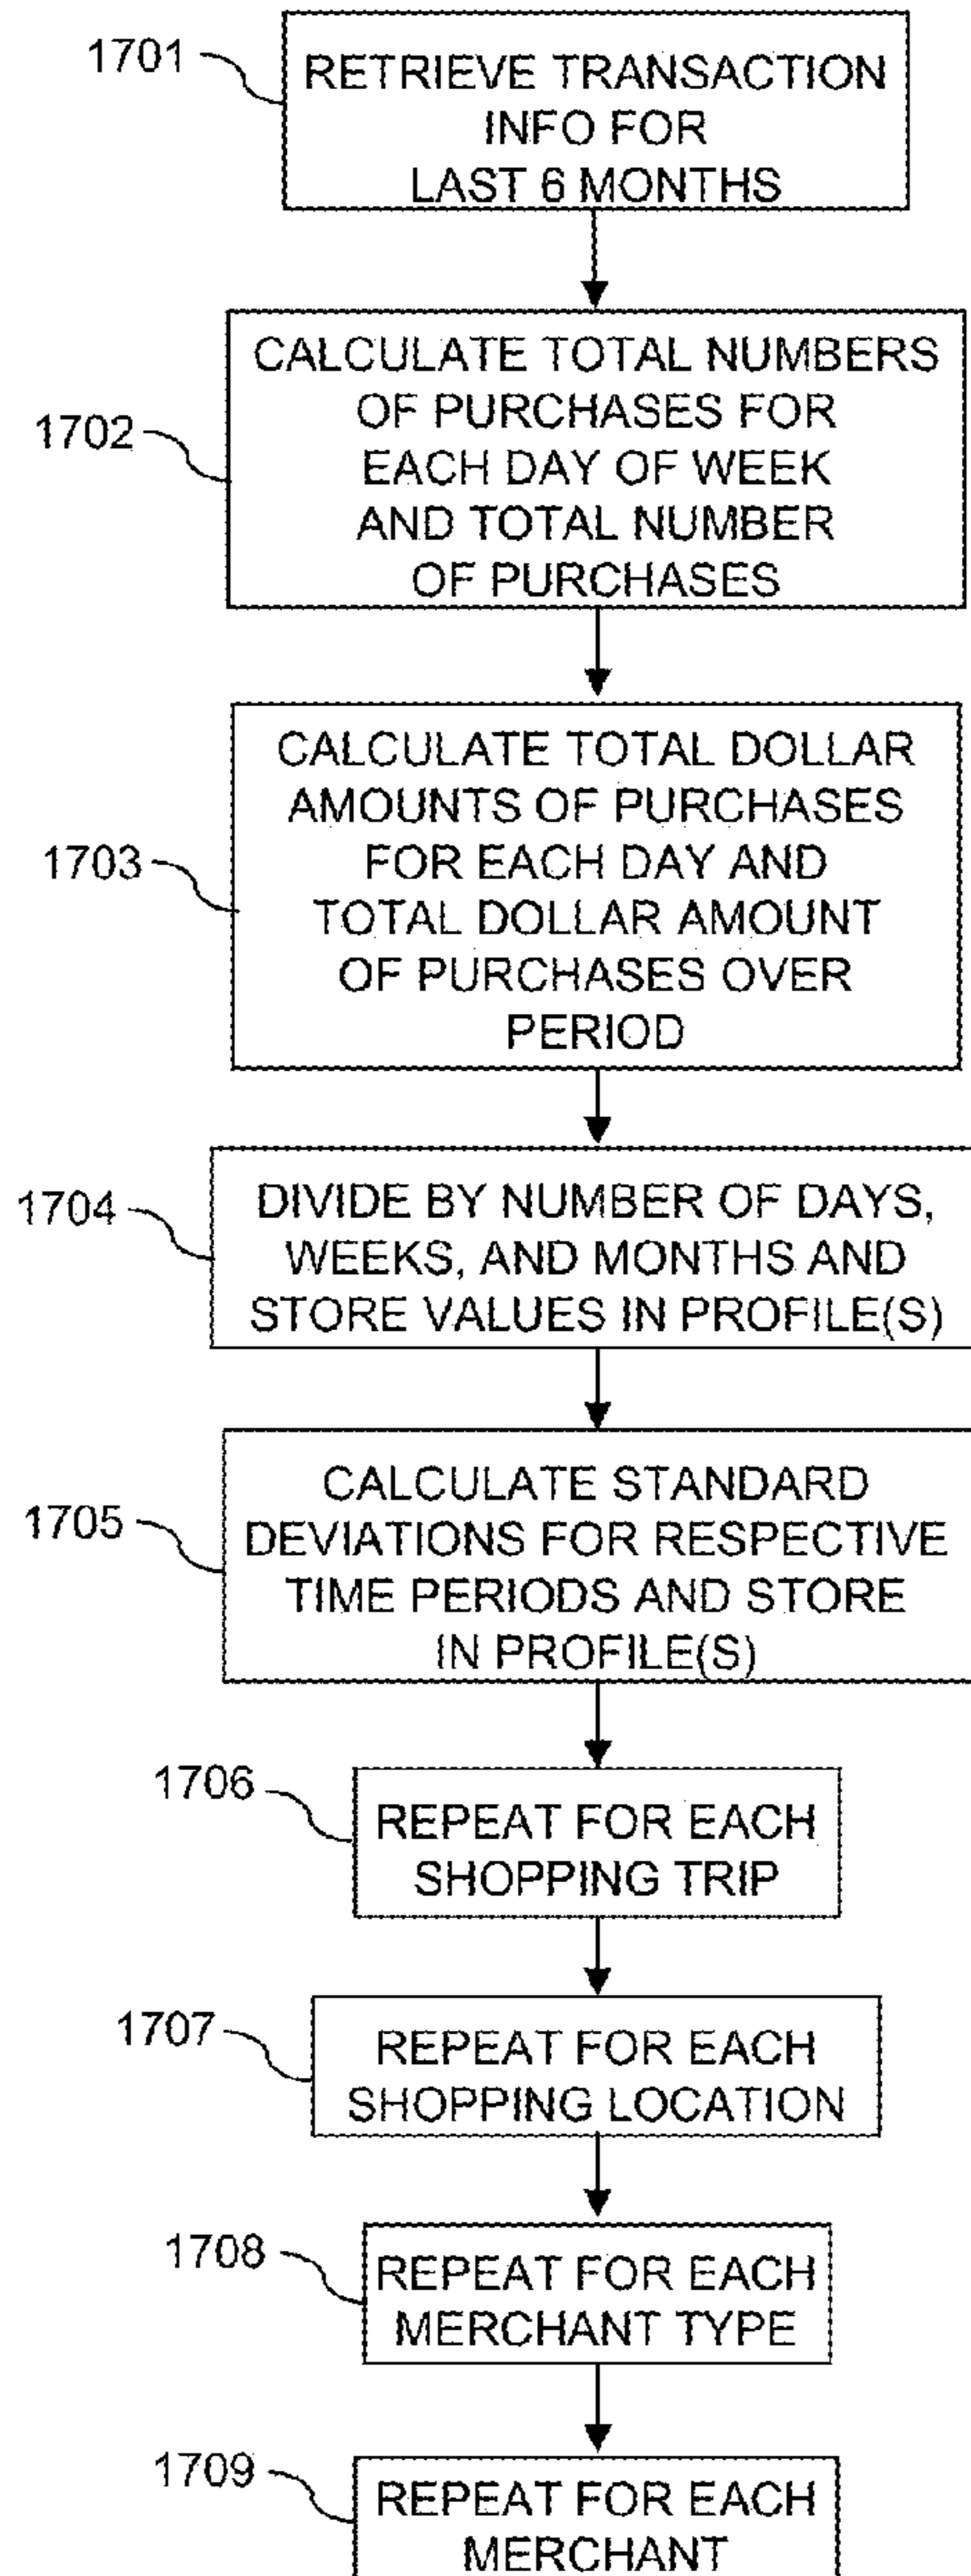 1701
RETRIEVE TRANSACTION
INFO FOR
LAST 6 MONTHS
1702
CALCULATE TOTAL NUMBERS
OF PURCHASES FOR
EACH DAY OF WEEK
AND TOTAL NUMBER
OF PURCHASES
1703
CALCULATE TOTAL DOLLAR
AMOUNTS OF PURCHASES
FOR EACH DAY AND
TOTAL DOLLAR AMOUNT
OF PURCHASES OVER
PERIOD
1704
DIVIDE BY NUMBER OF DAYS,
WEEKS, AND MONTHS AND
STORE VALUES IN PROFILE(S)
1705
CALCULATE STANDARD
DEVIATIONS FOR RESPECTIVE
TIME PERIODS AND STORE
IN PROFILE(S)
1706
REPEAT FOR EACH
SHOPPING TRIP
1707
REPEAT FOR EACH
SHOPPING LOCATION
1708
REPEAT FOR EACH
MERCHANT TYPE
1709
REPEAT FOR EACH
MERCHANT